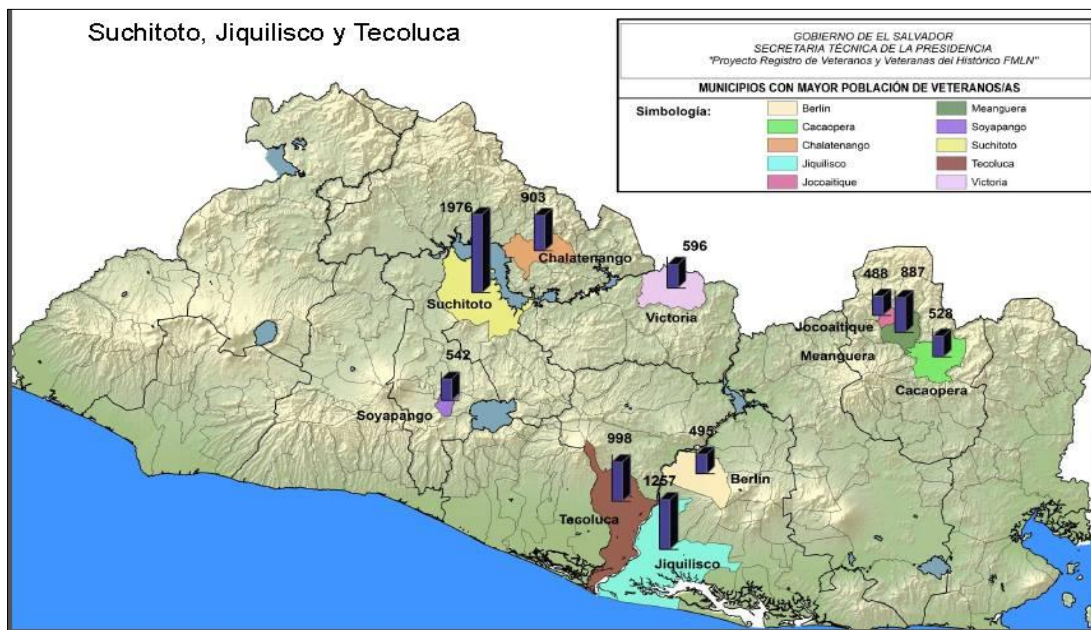 Suchitoto, Jiquilisco y Tecoluca
GOBIERNO DE EL SALVADOR
SECRETARIA TÉCNICA DE LA PRESIDENCIA
"Proyecto Registro de Veteranos y Veteranas del Histórico FMLN"
MUNICIPIOS CON MAYOR POBLACIÓN DE VETERANOS/AS
Simbología:
Berlín
Cacaopera
Chalatenango
Jiquilisco
Jocoaitique
Meanguera
Soyapango
Suchitoto
Tecoluca
Victoria
1976
903
Chalatenango
Suchitoto
596
Victoria
488
887
Jocoaitique
528
Meanguera
Cacaopera
542
Soyapango
998
Tecoluca
495
Berlín
1257
Jiquilisco